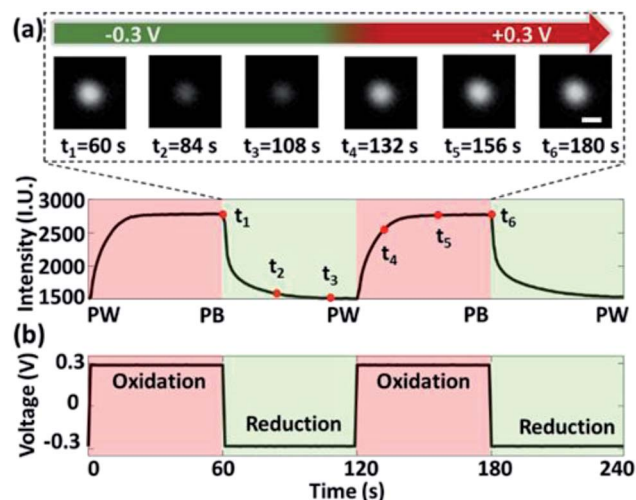 (a)
-0.3 V +0.3 V
t₁=60 s t₂=84 s t₃=108 s t₄=132 s t₅=156 s t₆=180 s
Intensity (I.U.)
3000
2500
2000
1500
t₁ t₂ t₃ t₄ t₅ t₆
PW PB PW PB PW
(b)
Voltage (V)
0.3
0
-0.3
Oxidation Reduction Oxidation Reduction
0 60 120 180 240
Time (s)